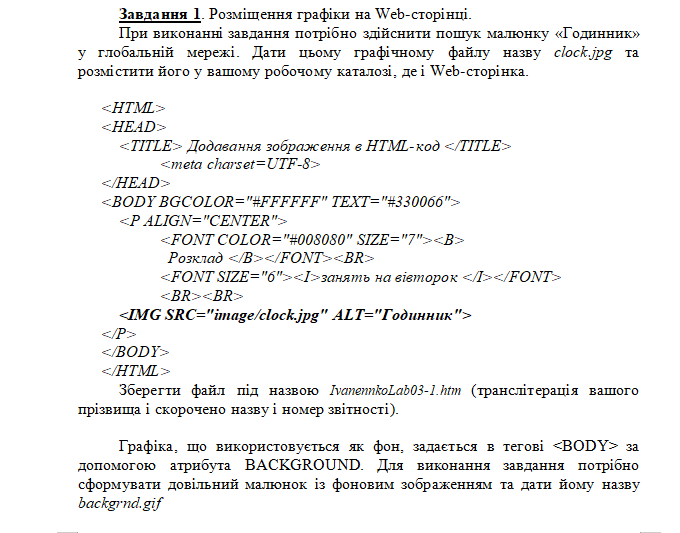 Завдання 1. Розміщення графіки на Web-сторінці.
При виконанні завдання потрібно здійснити пошук малюнку «Годинник»
у глобальній мережі. Дати цьому графічному файлу назву clock.jpg та
розмістити його у вашому робочому каталозі, де і Web-сторінка.
<HTML>
<HEAD>
<TITLE> Додавання зображення в HTML-код </TITLE>
<meta charset=UTF-8>
</HEAD>
<BODY BGCOLOR="#FFFFFF" TEXT="#330066">
<P ALIGN="CENTER">
<FONT COLOR="#008080" SIZE="7"><B>
Розклад </B></FONT><BR>
<FONT SIZE="6"><I>занять на вівторок </I></FONT>
<BR><BR>
<IMG SRC="image/clock.jpg" ALT="Годинник">
</P>
</BODY>
</HTML>
Зберегти файл під назвою IvanennkoLab03-1.htm (транслітерація вашого
прізвища і скорочено назву і номер звітності).
Графіка, що використовується як фон, задається в тегові <BODY> за
допомогою атрибута BACKGROUND. Для виконання завдання потрібно
сформувати довільний малюнок із фоновим зображенням та дати йому назву
backgrnd.gif